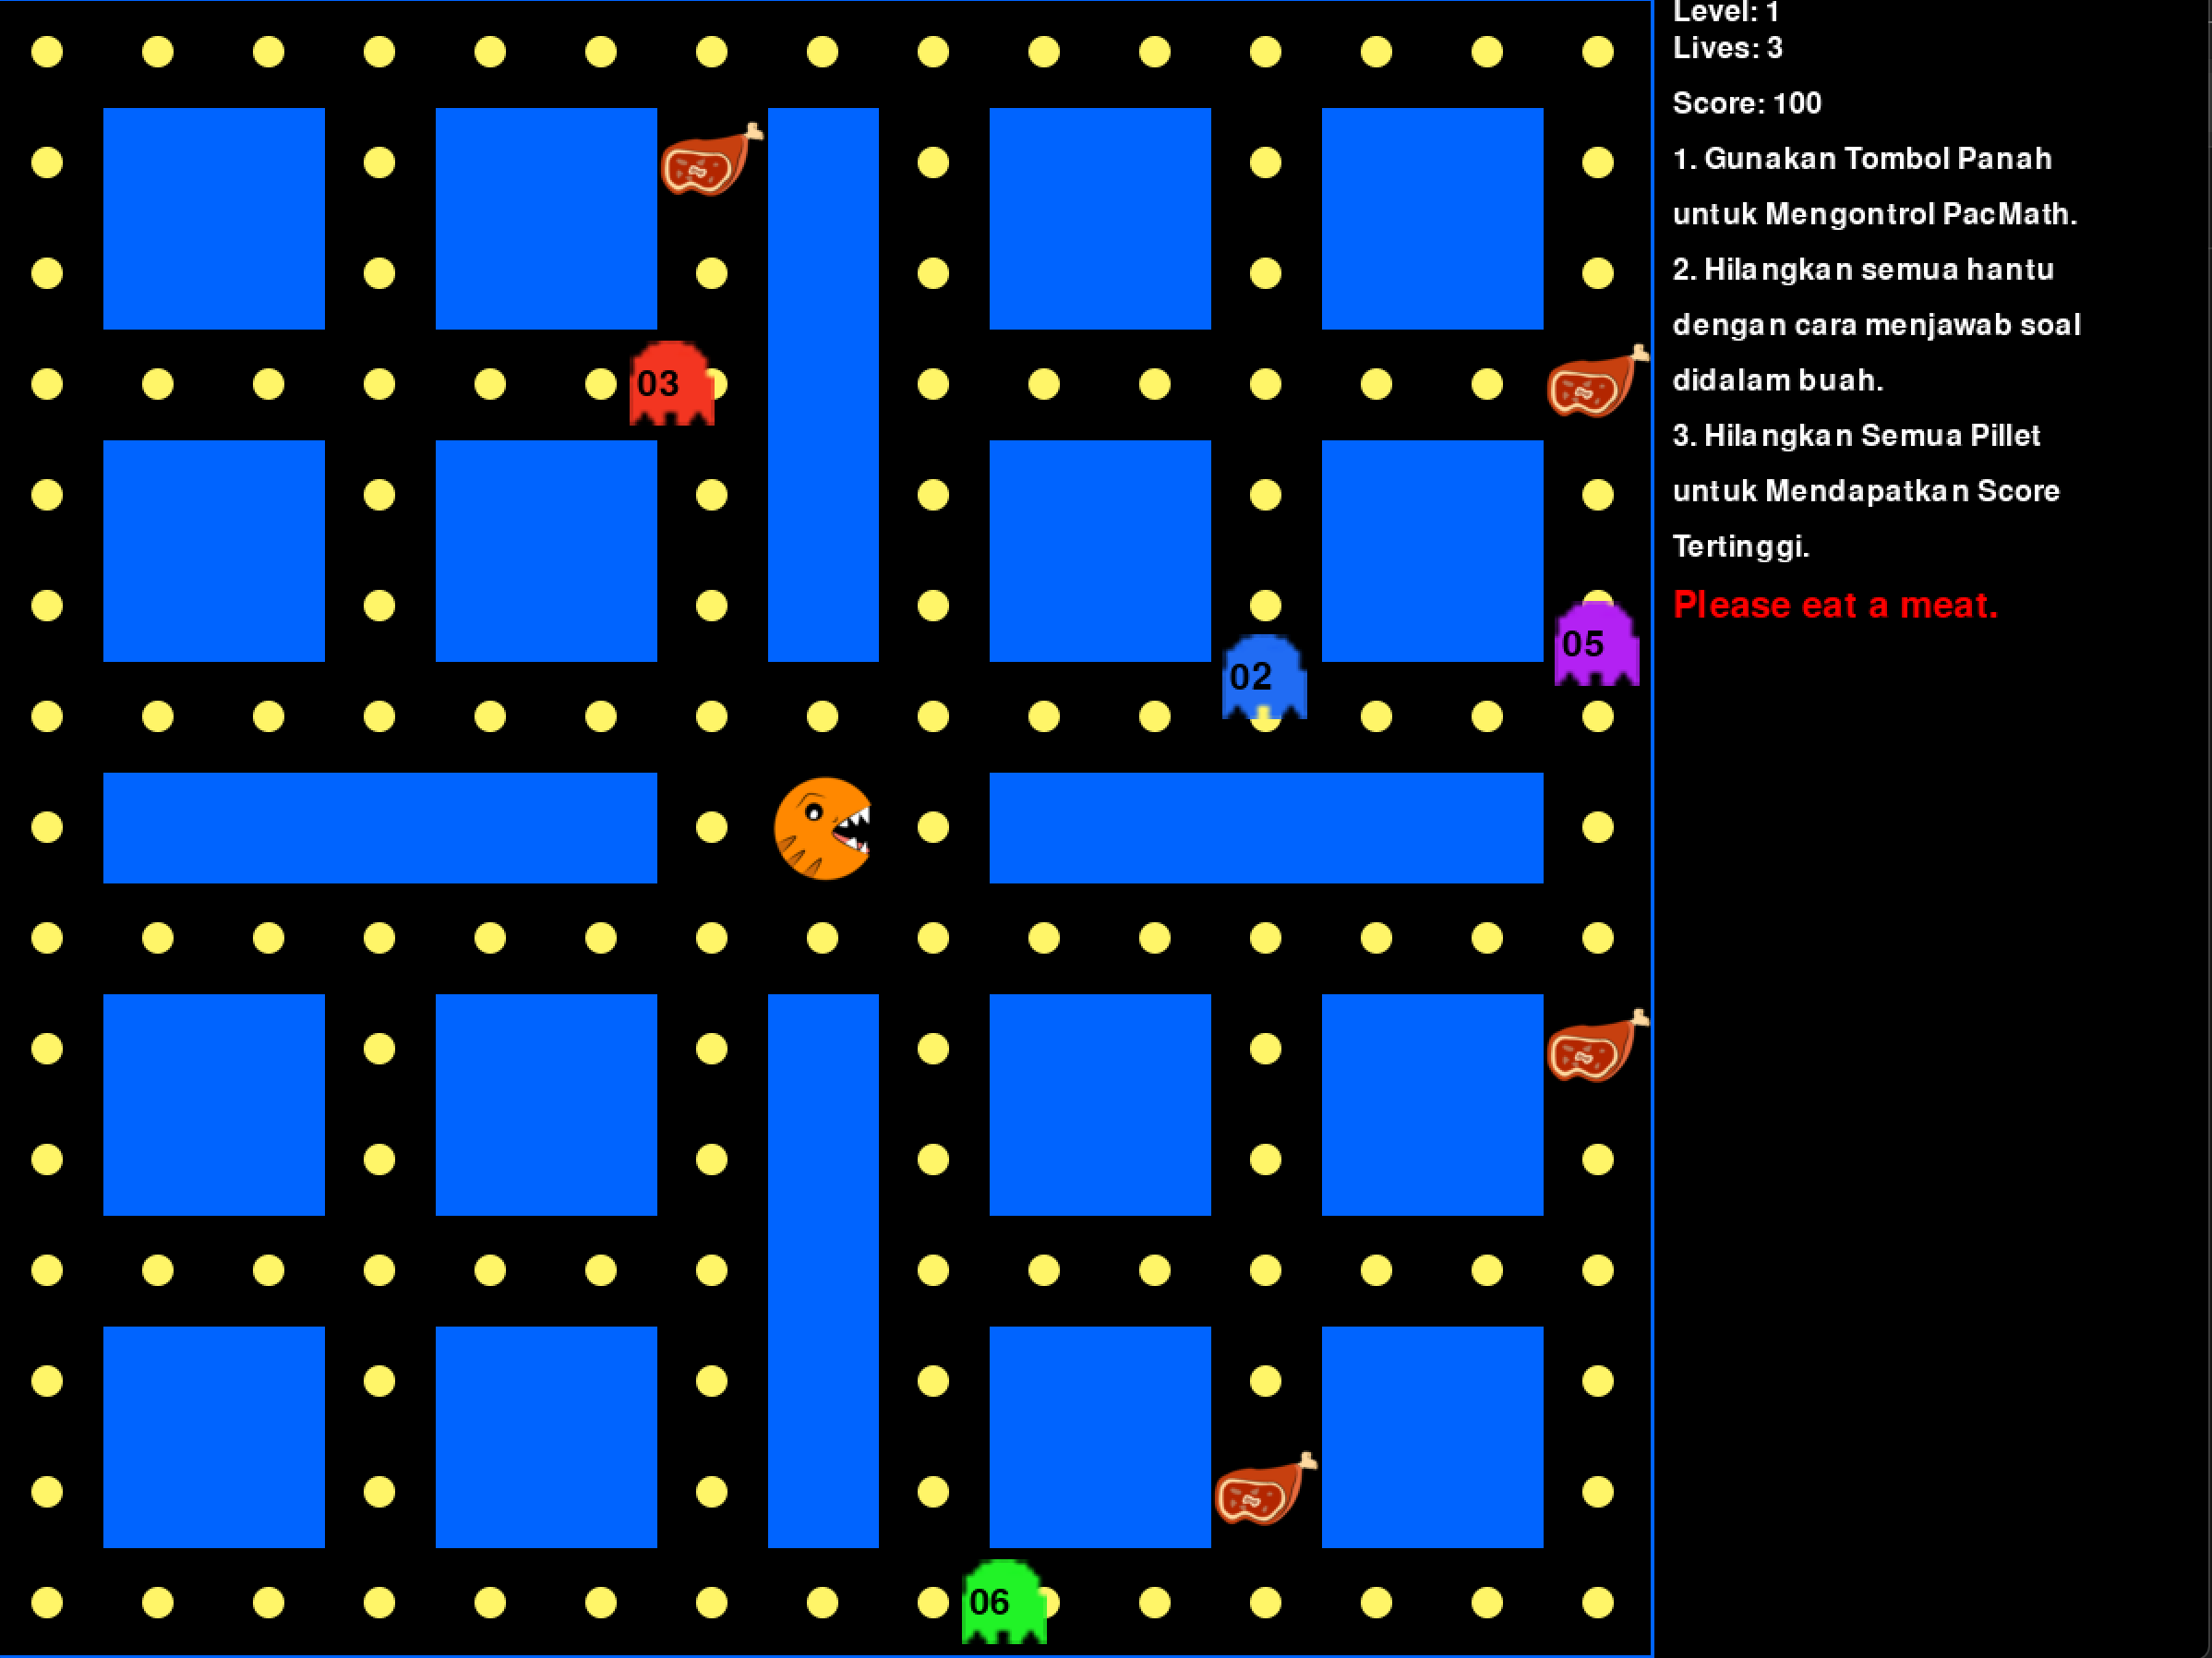 Level: 1
Lives: 3
Score: 100
1. Gunakan Tombol Panah
untuk Mengontrol PacMath.
2. Hilangkan semua hantu
dengan cara menjawab soal
didalam buah.
3. Hilangkan Semua Pillet
untuk Mendapatkan Score
Tertinggi.
Please eat a meat.
03
02
05
06